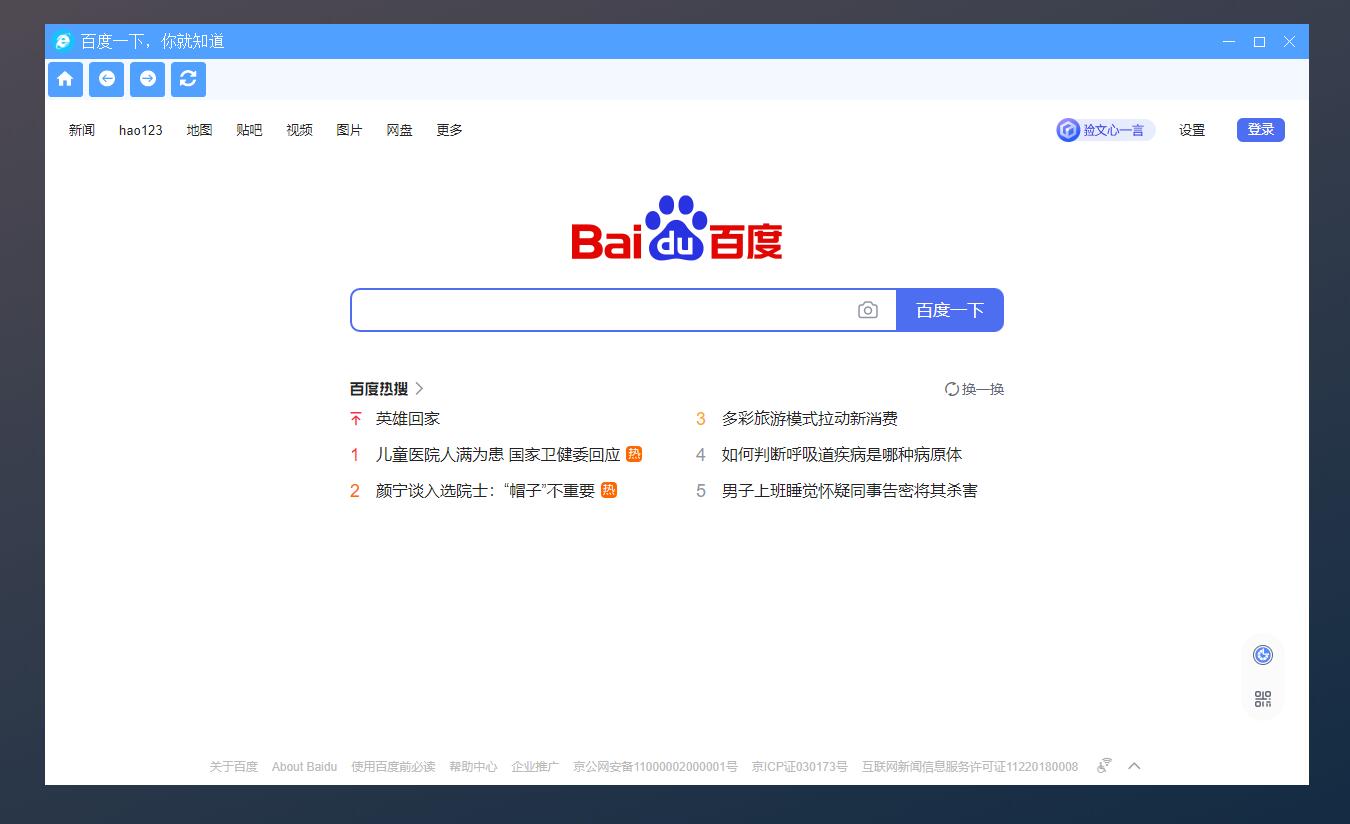 百度一下，你就知道
新闻 hao123 地图 贴吧 视频 图片 网盘 更多 验文心一言 设置 登录
Bai du 百度
百度一下
百度热搜 换一换
英雄回家
1 儿童医院人满为患 国家卫健委回应 热
2 颜宁谈入选院士：“帽子”不重要 热
3 多彩旅游模式拉动新消费
4 如何判断呼吸道疾病是哪种病原体
5 男子上班睡觉怀疑同事告密将其杀害
关于百度 About Baidu 使用百度前必读 帮助中心 企业推广 京公网安备11000002000001号 京ICP证030173号 互联网新闻信息服务许可证11220180008